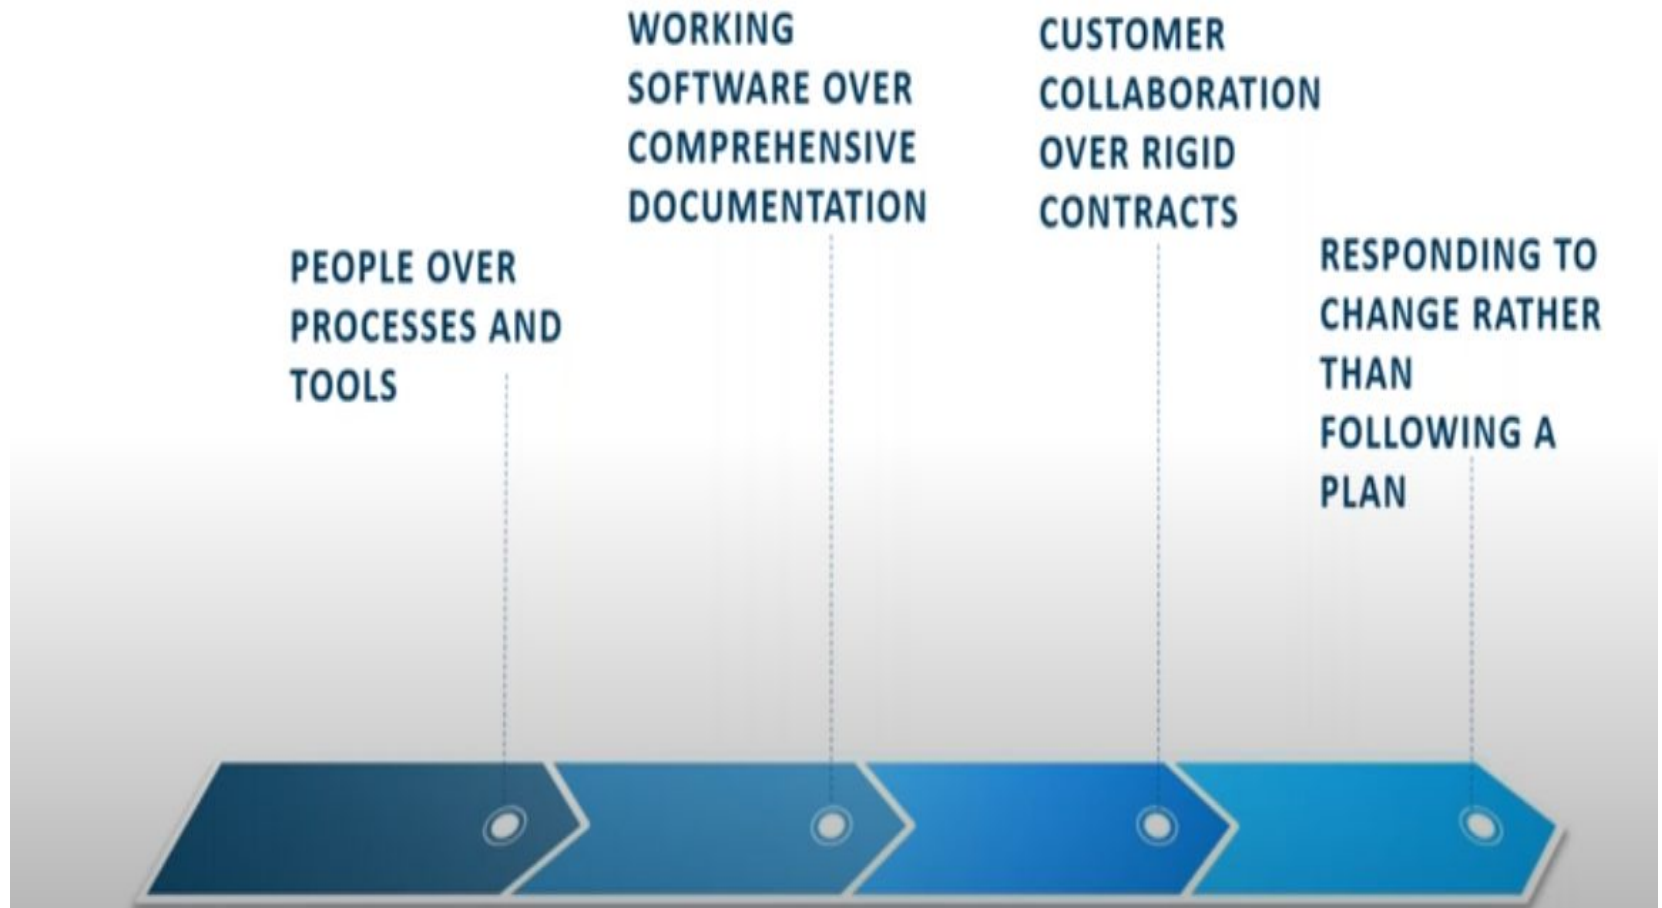 PEOPLE OVER
PROCESSES AND
TOOLS
WORKING
SOFTWARE OVER
COMPREHENSIVE
DOCUMENTATION
CUSTOMER
COLLABORATION
OVER RIGID
CONTRACTS
RESPONDING TO
CHANGE RATHER
THAN
FOLLOWING A
PLAN